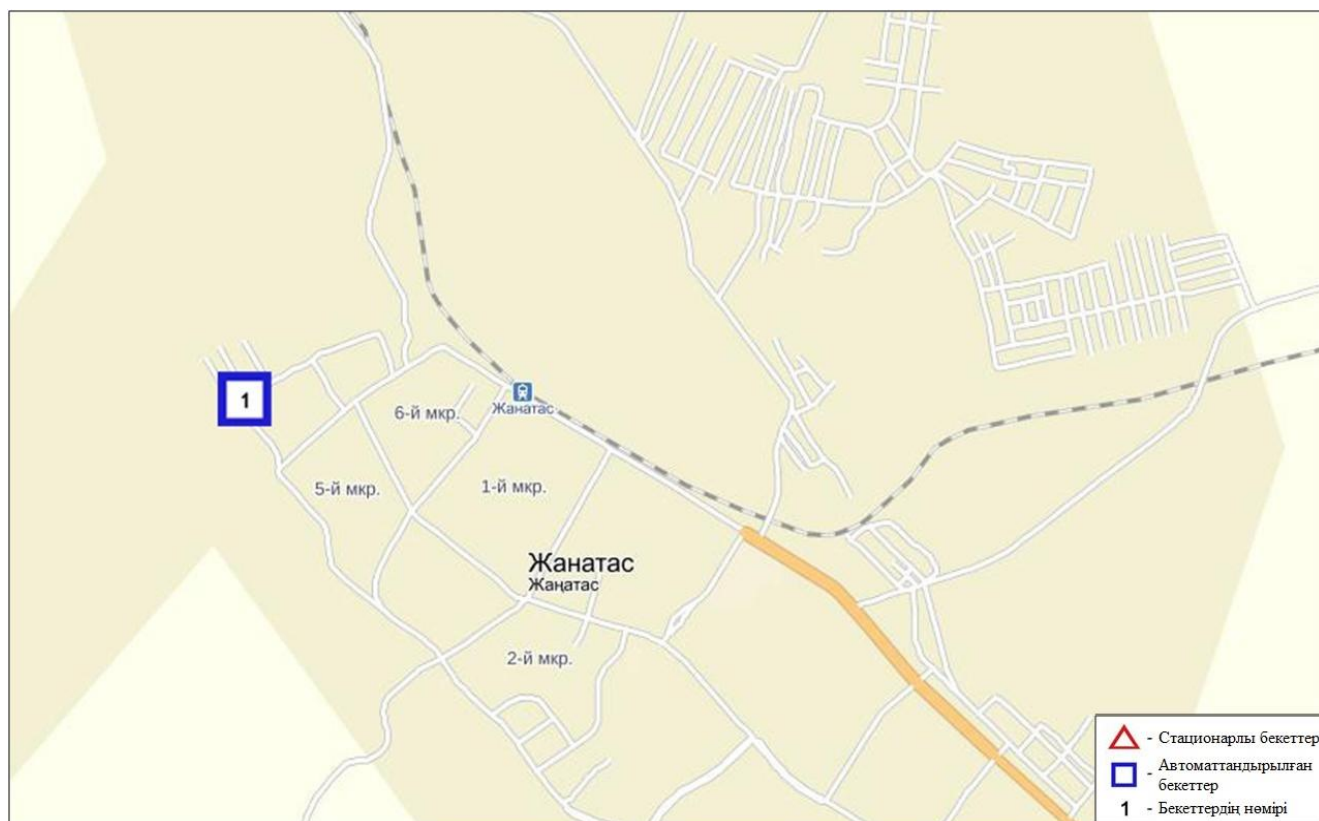 1
6-й мкр.
Жанатас
5-й мкр.
1-й мкр.
Жанатас
Жаңатас
2-й мкр.
- Стационарлы бекеттер
- Автоматтандырылған
бекеттер
1 - Бекеттердің нөмірі